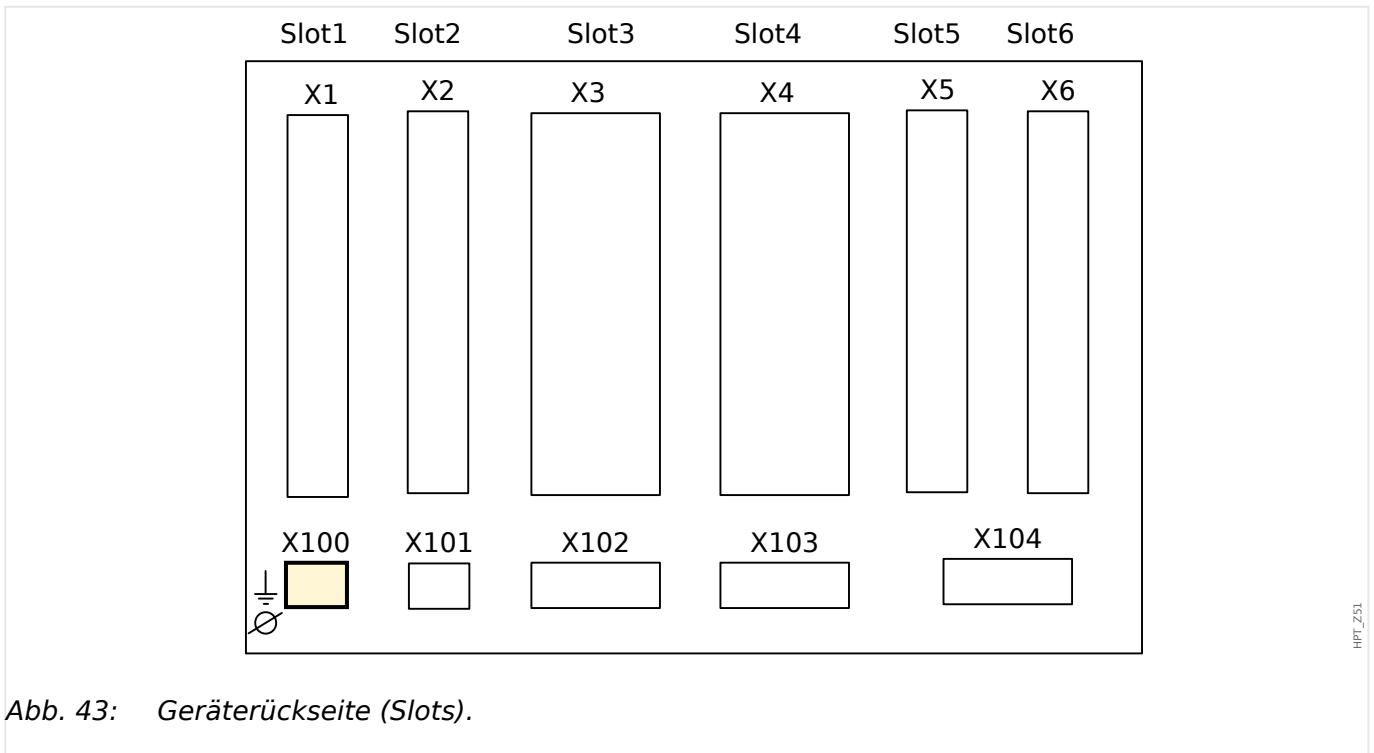 Slot1 Slot2 Slot3 Slot4 Slot5 Slot6
X1 X2 X3 X4 X5 X6
X100 X101 X102 X103 X104
HPT_Z51
Abb. 43: Geräterückseite (Slots).